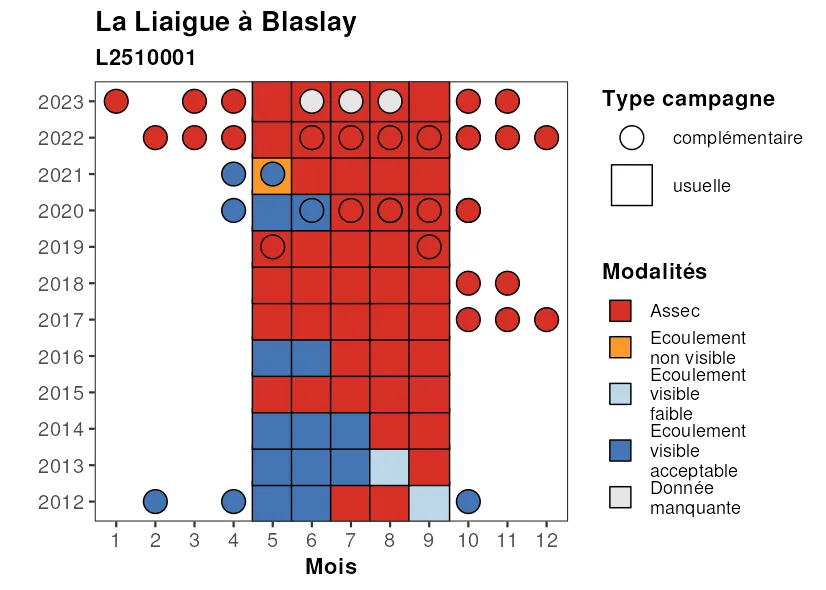 La Liaigue à Blaslay
L2510001
2023
2022
2021
2020
2019
2018
2017
2016
2015
2014
2013
2012
1 2 3 4 5 6 7 8 9 10 11 12
Mois
Type campagne
complémentaire
usuelle
Modalités
Assec
Ecoulement
non visible
Ecoulement
visible
faible
Ecoulement
visible
acceptable
Donnée
manquante